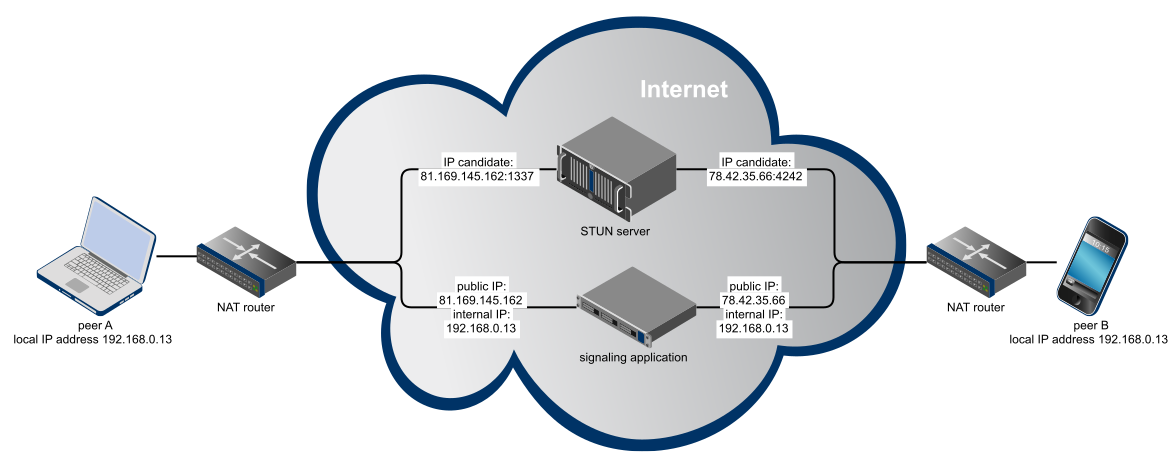 Internet
IP candidate:
81.169.145.162:1337
IP candidate:
78.42.35.66:4242
STUN server
10:15
NAT router
NAT router
public IP:
81.169.145.162
internal IP:
192.168.0.13
public IP:
78.42.35.66
internal IP:
192.168.0.13
peer A
local IP address 192.168.0.13
peer B
local IP address 192.168.0.13
signaling application